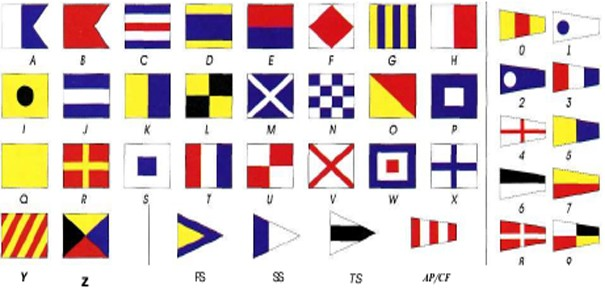 A B C D E F G H
I J K L M N O P
Q R S T U V W X
Y Z FS SS TS AP/CF
0 1
2 3
4 5
6 7
8 9